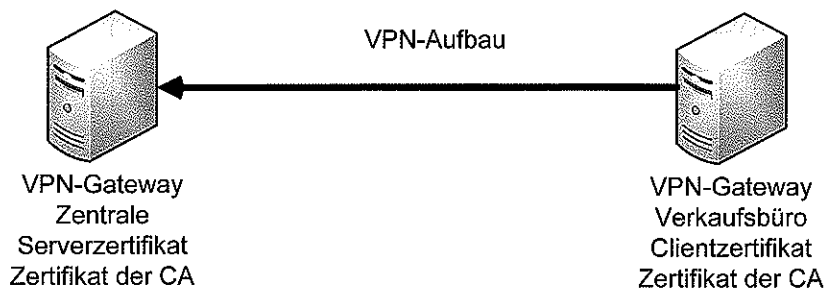 VPN-Aufbau
VPN-Gateway
Zentrale
Serverzertifikat
Zertifikat der CA
VPN-Gateway
Verkaufsbüro
Clientzertifikat
Zertifikat der CA